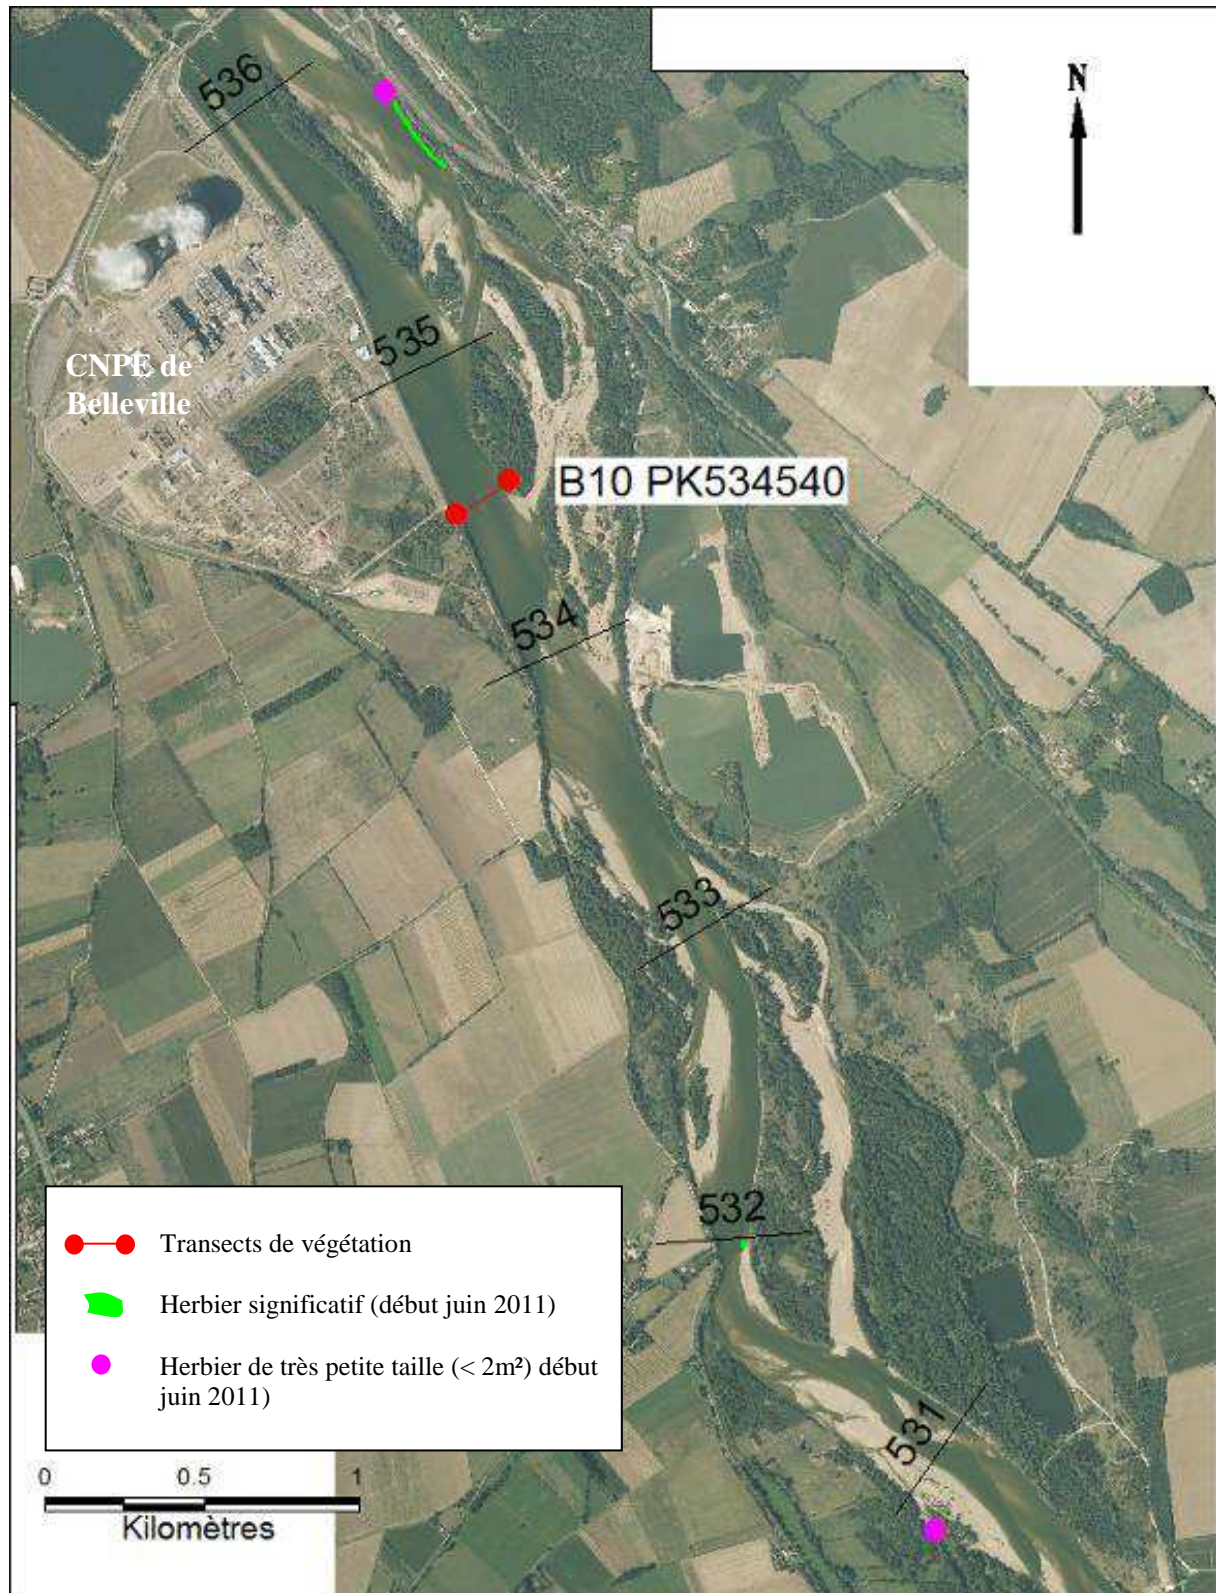 N
536
535
CNPE de
Belleville
B10 PK534540
534
533
532
531
Transects de végétation
Herbier significatif (début juin 2011)
Herbier de très petite taille (< 2m²) début
juin 2011)
0 0.5 1
Kilomètres